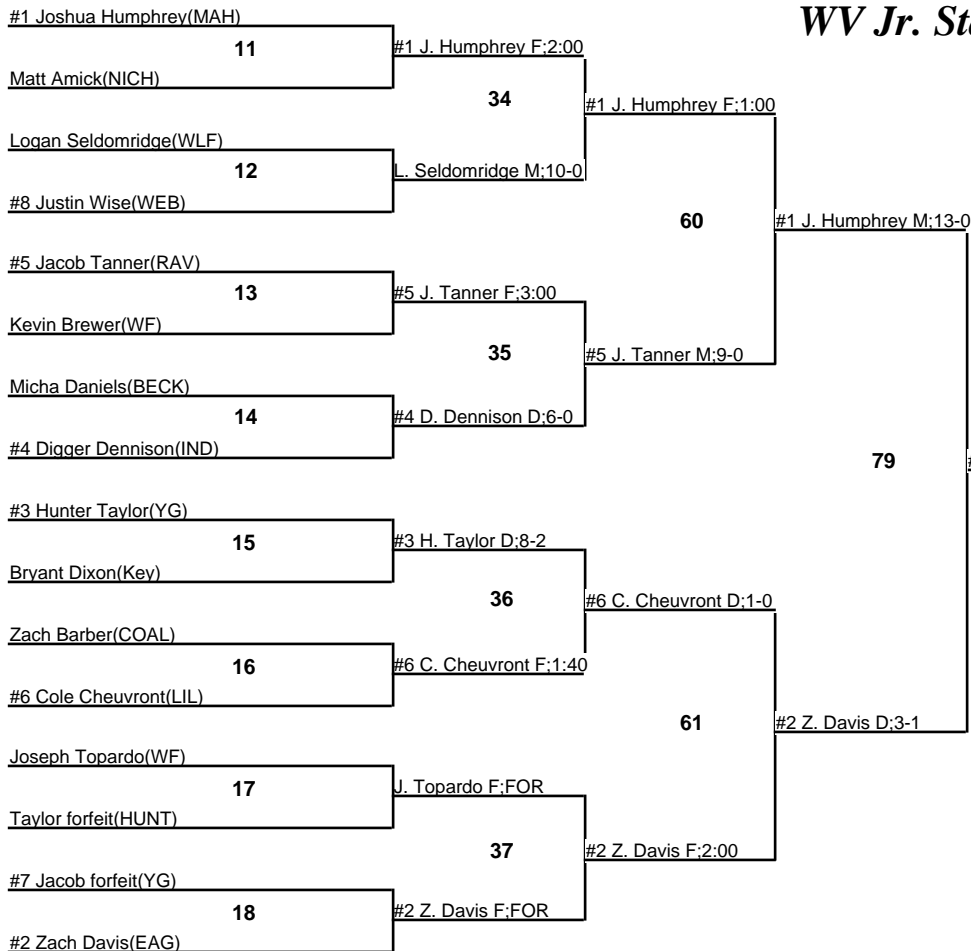 WV Jr. St
#1 Joshua Humphrey(MAH)
11
Matt Amick(NICH)
#1 J. Humphrey F;2:00
34
#1 J. Humphrey F;1:00
Logan Seldomridge(WLF)
12
#8 Justin Wise(WEB)
L. Seldomridge M;10-0
60
#1 J. Humphrey M;13-0
#5 Jacob Tanner(RAV)
13
Kevin Brewer(WF)
#5 J. Tanner F;3:00
35
#5 J. Tanner M;9-0
Micha Daniels(BECK)
14
#4 Digger Dennison(IND)
#4 D. Dennison D;6-0
79
#
#3 Hunter Taylor(YG)
15
Bryant Dixon(Key)
#3 H. Taylor D;8-2
36
#6 C. Cheuvront D;1-0
Zach Barber(COAL)
16
#6 Cole Cheuvront(LIL)
#6 C. Cheuvront F;1:40
61
#2 Z. Davis D;3-1
Joseph Topardo(WF)
17
Taylor forfeit(HUNT)
J. Topardo F;FOR
37
#2 Z. Davis F;2:00
#7 Jacob forfeit(YG)
18
#2 Zach Davis(EAG)
#2 Z. Davis F;FOR